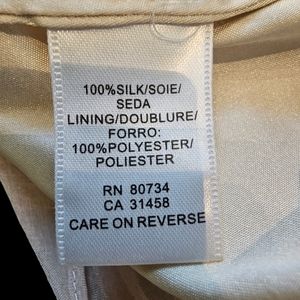 100%SILK/SOIE/
SEDA
LINING/DOUBLURE/
FORRO:
100%POLYESTER/
POLIESTER
RN 80734
CA 31458
CARE ON REVERSE